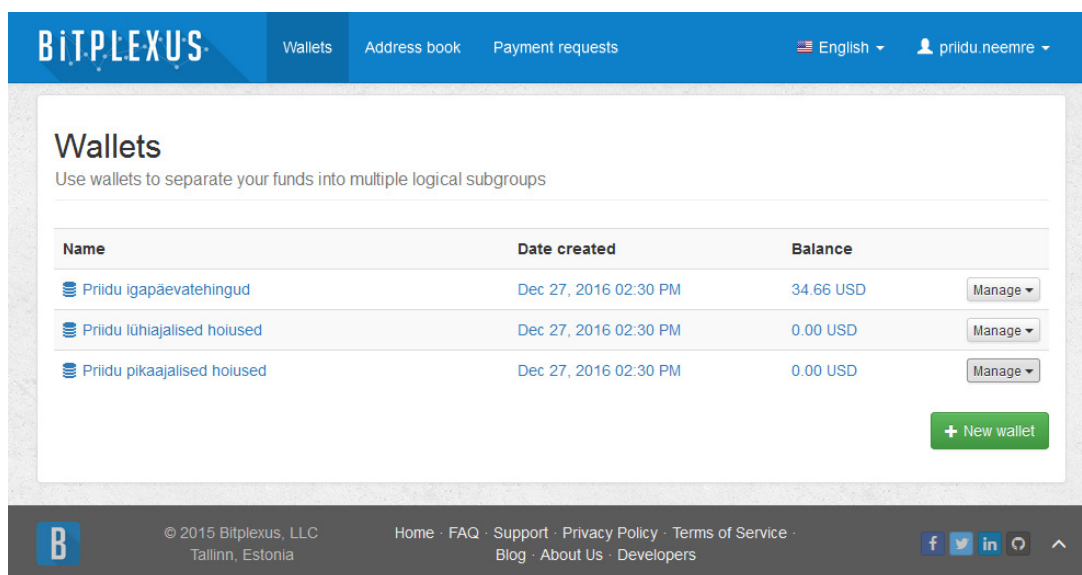 BiTPLEXUS Wallets Address book Payment requests English priidu.neemre
Wallets
Use wallets to separate your funds into multiple logical subgroups
Name Date created Balance
Priidu igapäevatehingud Dec 27, 2016 02:30 PM 34.66 USD Manage
Priidu lühiajalised hoiused Dec 27, 2016 02:30 PM 0.00 USD Manage
Priidu pikaajalised hoiused Dec 27, 2016 02:30 PM 0.00 USD Manage
+ New wallet
B
© 2015 Bitplexus, LLC
Tallinn, Estonia
Home · FAQ · Support · Privacy Policy · Terms of Service ·
Blog · About Us · Developers
f in